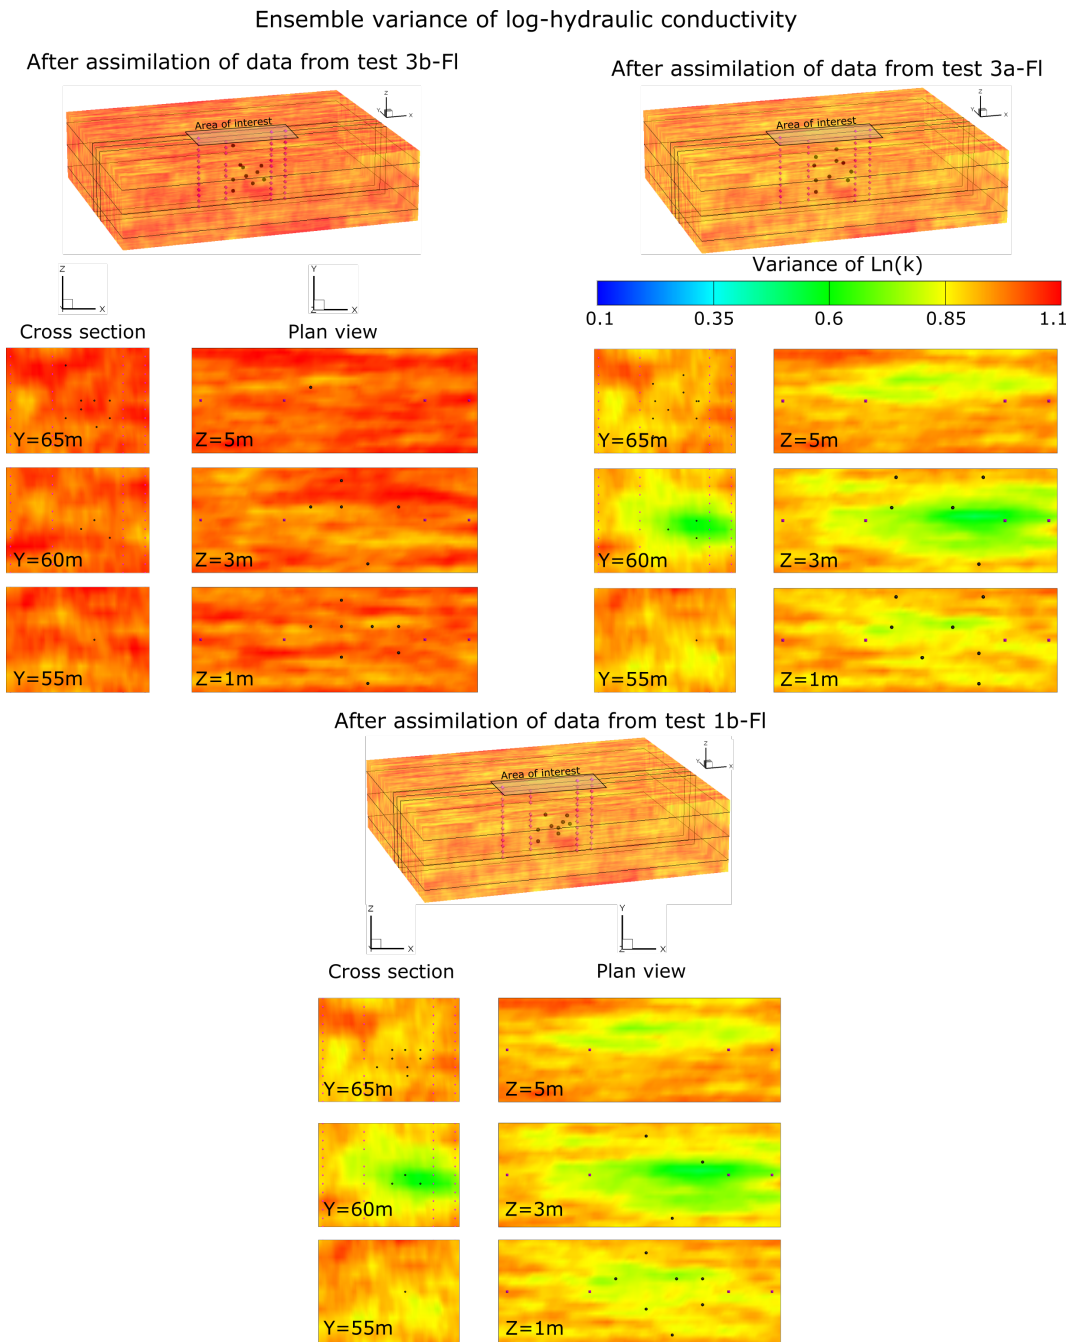 Ensemble variance of log-hydraulic conductivity
After assimilation of data from test 3b-Fl
After assimilation of data from test 3a-Fl
Area of interest
Z
Y
X
Area of interest
Z
Y
X
Z
X
Y
Z
X
Variance of Ln(k)
0.1
0.35
0.6
0.85
1.1
Cross section
Plan view
Y=65m
Z=5m
Y=65m
Z=5m
Y=60m
Z=3m
Y=60m
Z=3m
Y=55m
Z=1m
Y=55m
Z=1m
After assimilation of data from test 1b-Fl
Area of interest
Z
Y
X
Z
X
Y
Z
X
Cross section
Plan view
Y=65m
Z=5m
Y=60m
Z=3m
Y=55m
Z=1m